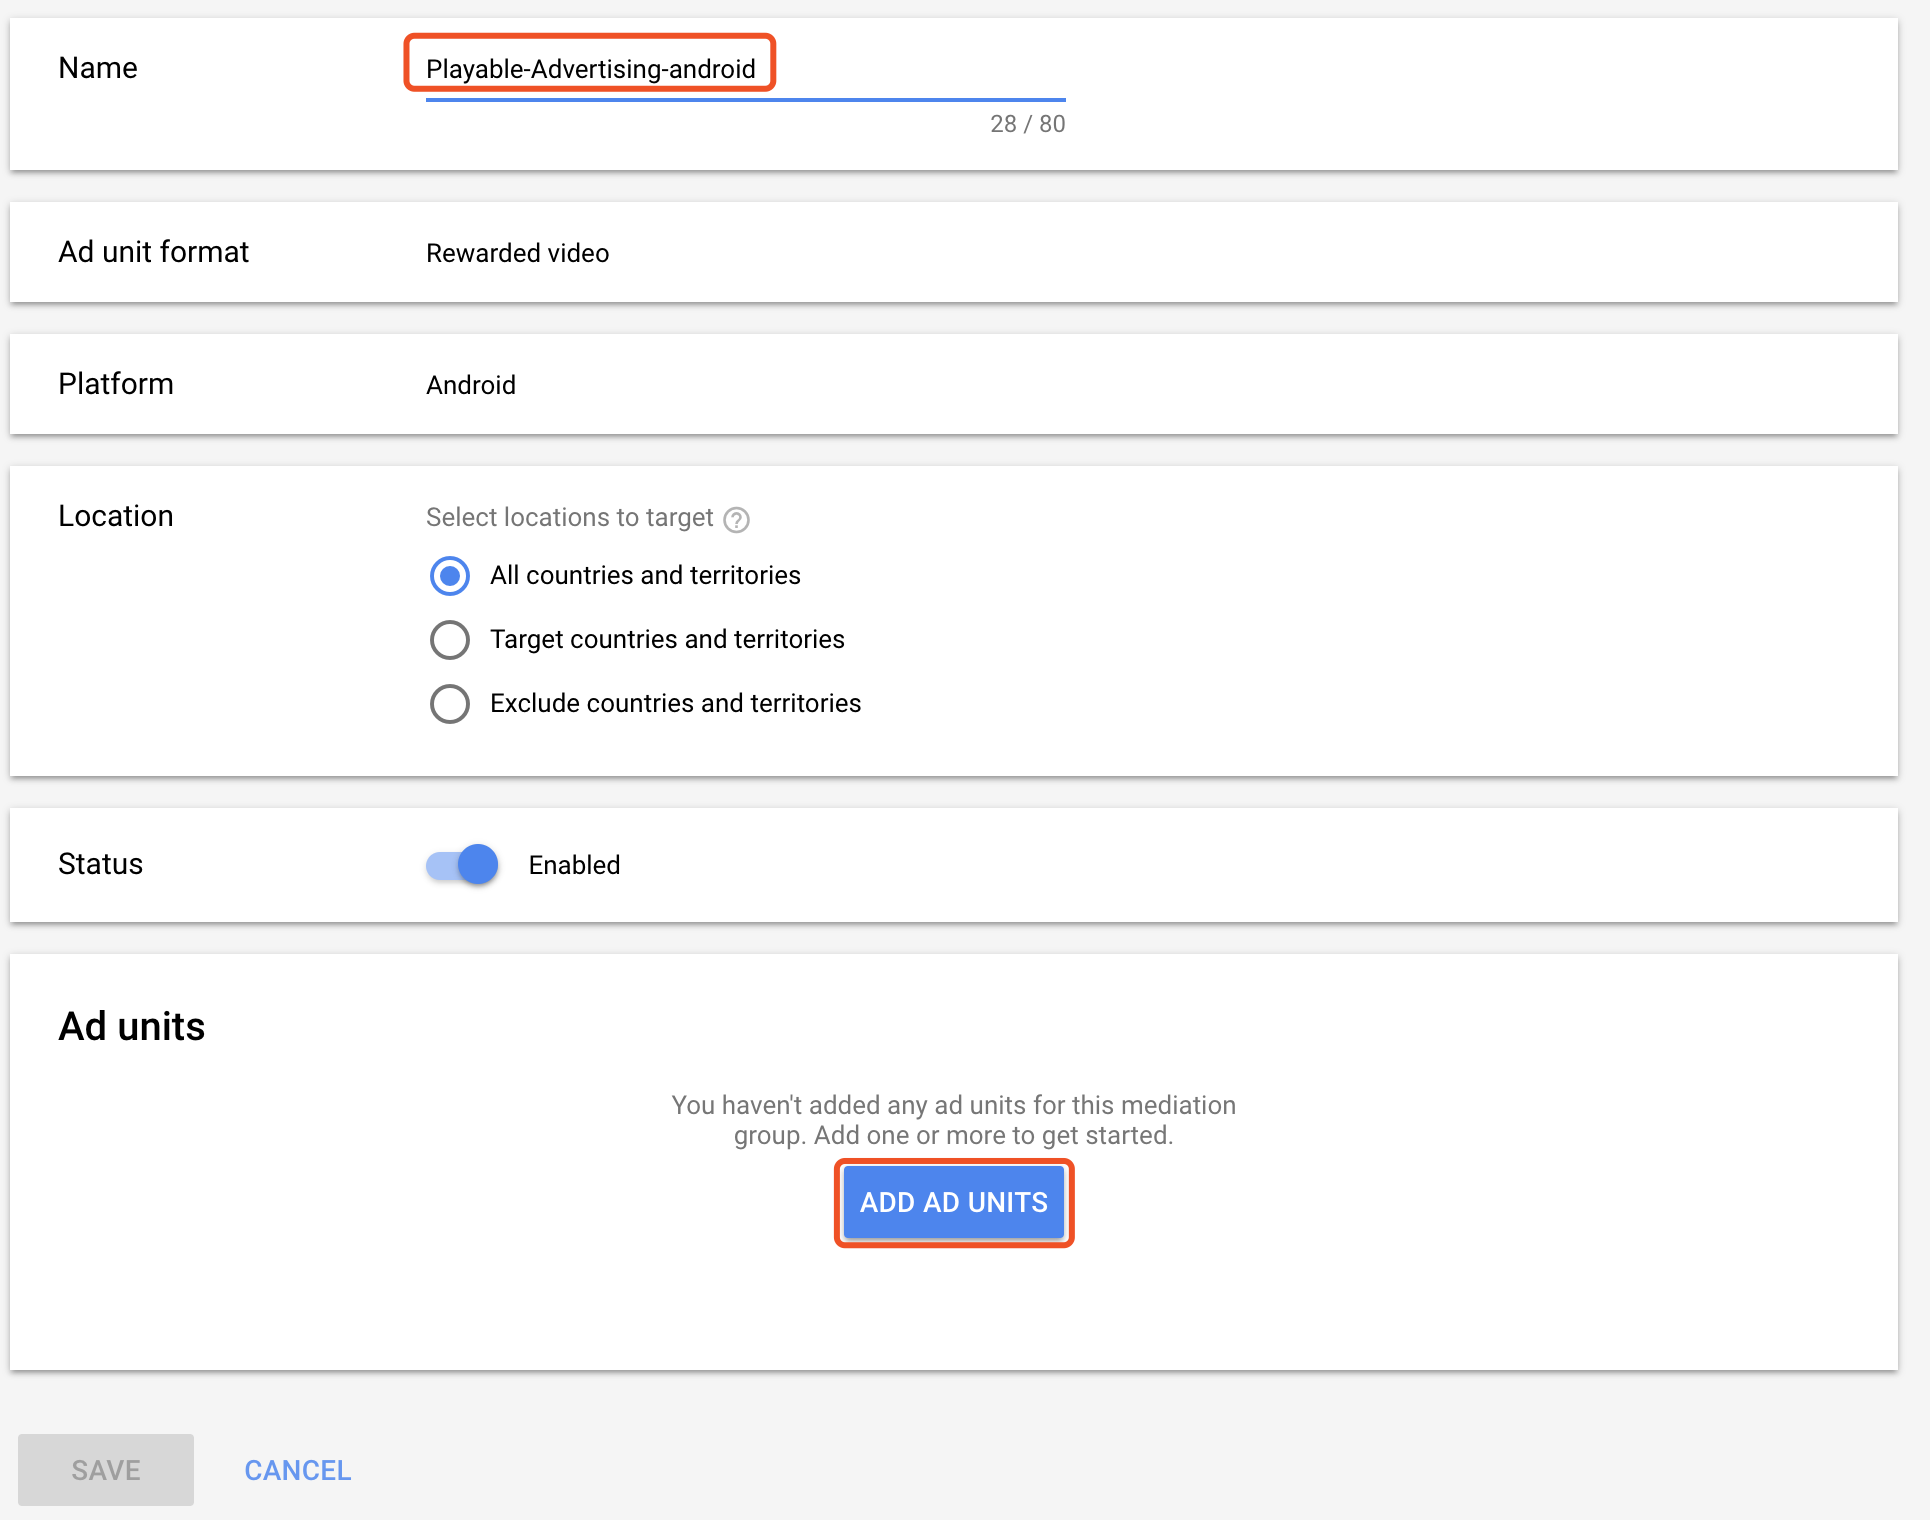 Name
Playable-Advertising-android
28 / 80
Ad unit format
Rewarded video
Platform
Android
Location
Select locations to target ?
All countries and territories
Target countries and territories
Exclude countries and territories
Status
Enabled
Ad units
You haven't added any ad units for this mediation
group. Add one or more to get started.
ADD AD UNITS
SAVE
CANCEL